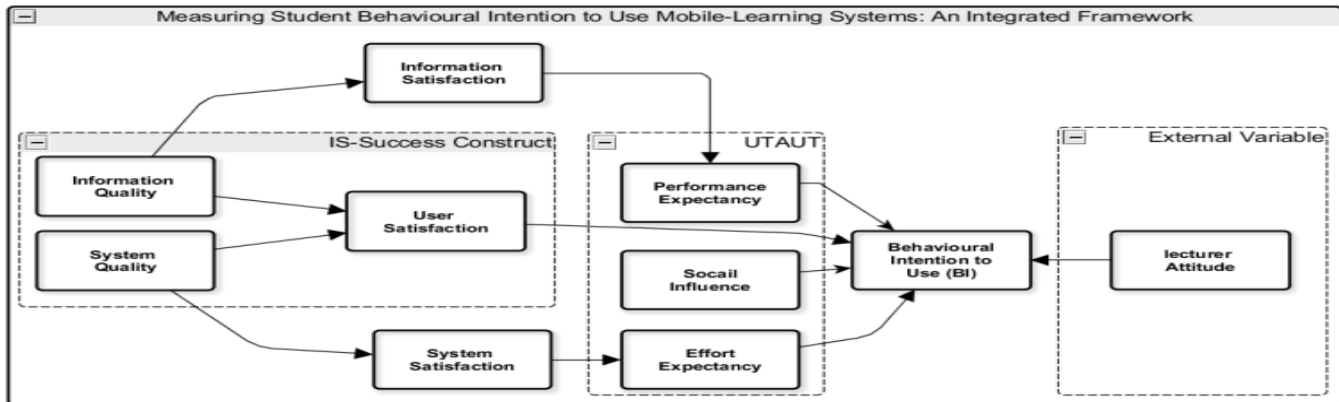 Measuring Student Behavioural Intention to Use Mobile-Learning Systems: An Integrated Framework
Information
Satisfaction
IS-Success Construct
UTAUT
External Variable
Information
Quality
User
Satisfaction
System
Quality
Performance
Expectancy
Socail
Influence
Behavioural
Intention to
Use (BI)
lecturer
Attitude
System
Satisfaction
Effort
Expectancy